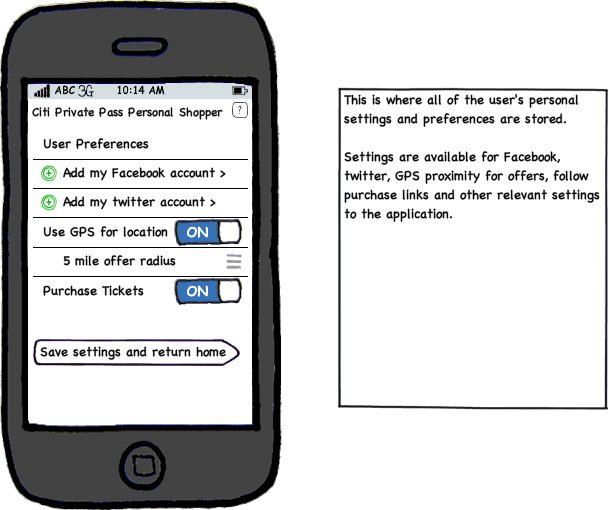 ABC 3G 10:14 AM
Citi Private Pass Personal Shopper ?
User Preferences
Add my Facebook account >
Add my twitter account >
Use GPS for location ON
5 mile offer radius
Purchase Tickets ON
Save settings and return home
This is where all of the user's personal
settings and preferences are stored.
Settings are available for Facebook,
twitter, GPS proximity for offers, follow
purchase links and other relevant settings
to the application.